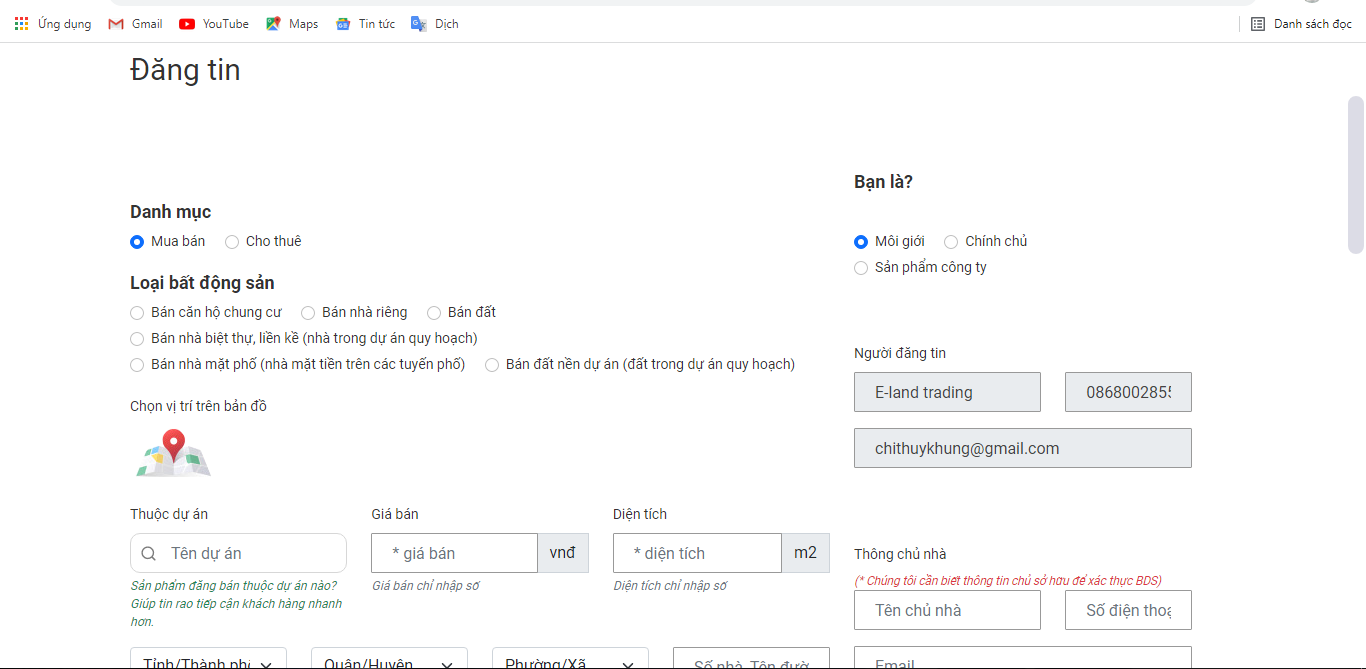 Ứng dụng Gmail YouTube Maps Tin tức Dịch Danh sách đọc
Đăng tin
Danh mục
Mua bán Cho thuê
Loại bất động sản
Bán căn hộ chung cư Bán nhà riêng Bán đất
Bán nhà biệt thự, liền kề (nhà trong dự án quy hoạch)
Bán nhà mặt phố (nhà mặt tiền trên các tuyến phố) Bán đất nền dự án (đất trong dự án quy hoạch)
Chọn vị trí trên bản đồ
Thuộc dự án Giá bán Diện tích
Tên dự án * giá bán vnđ * diện tích m2
Sản phẩm đăng bán thuộc dự án nào? Giá bán chỉ nhập số Diện tích chỉ nhập số
Giúp tin rao tiếp cận khách hàng nhanh
hơn.
Tỉnh/Thành phố Quận/Huyện Phường/Xã Số nhà, Tên đườ
Bạn là?
Môi giới Chính chủ
Sản phẩm công ty
Người đăng tin
E-land trading 0868002855
chithuykhung@gmail.com
Thông chủ nhà
(* Chúng tôi cần biết thông tin chủ sở hữu để xác thực BDS)
Tên chủ nhà Số điện thoạ
Email